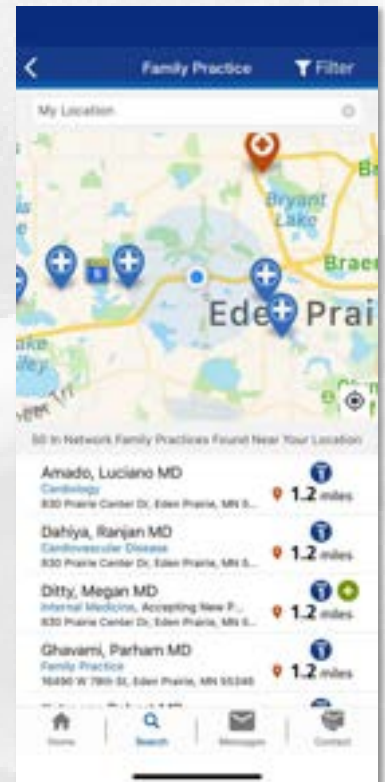 Family Practice
Filter
My Location
Bryant
Lake
Brae
Eden Prai
50 In Network Family Practices Found Near Your Location
Amado, Luciano MD
Cardiology
1.2 miles
830 Prairie Center Dr, Eden Prairie, MN 5...
Dahiya, Ranjan MD
Cardiovascular Disease
1.2 miles
830 Prairie Center Dr, Eden Prairie, MN 5...
Ditty, Megan MD
Internal Medicine, Accepting New P...
1.2 miles
830 Prairie Center Dr, Eden Prairie, MN 5...
Ghavami, Parham MD
Family Practice
1.2 miles
16490 W 78th St, Eden Prairie, MN 55346
Home
Search
Messages
Contact